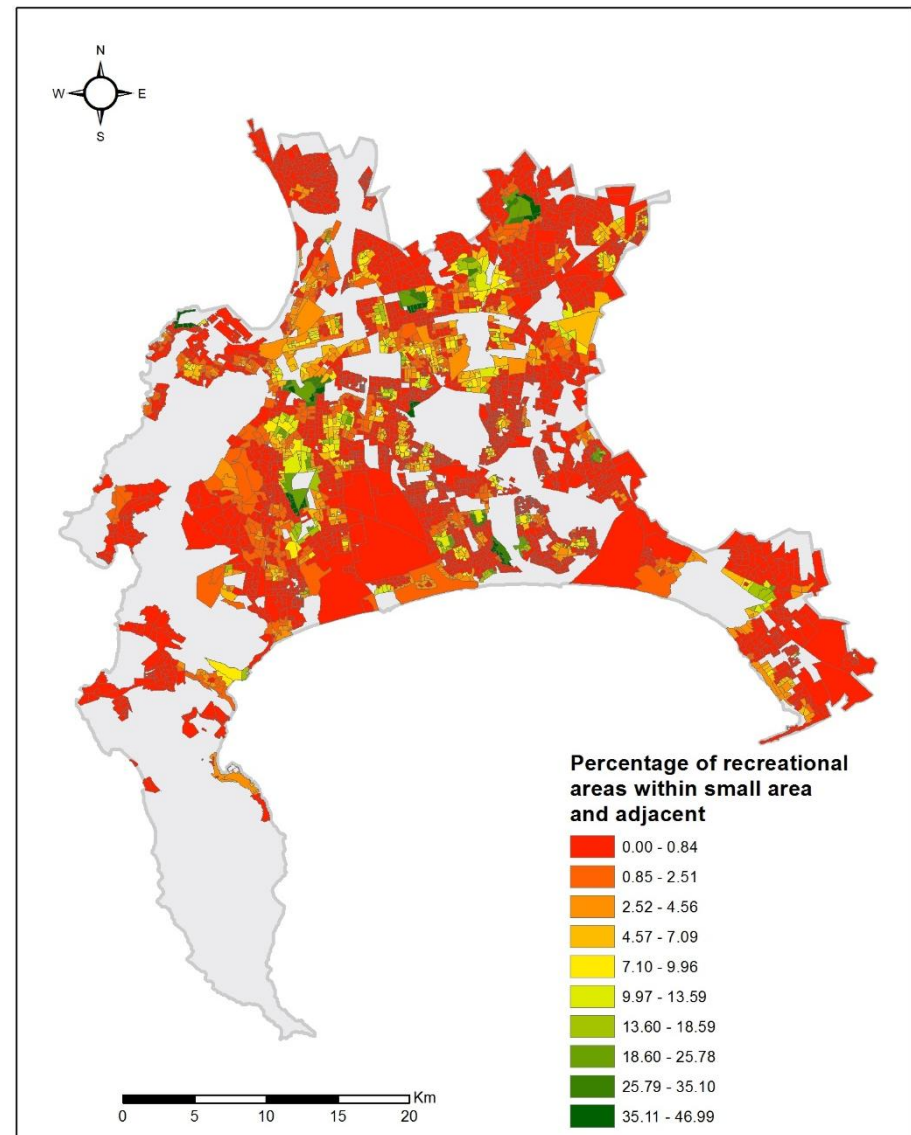 N
W E
S
Percentage of recreational
areas within small area
and adjacent
0.00 - 0.84
0.85 - 2.51
2.52 - 4.56
4.57 - 7.09
7.10 - 9.96
9.97 - 13.59
13.60 - 18.59
18.60 - 25.78
25.79 - 35.10
35.11 - 46.99
Km
0 5 10 15 20